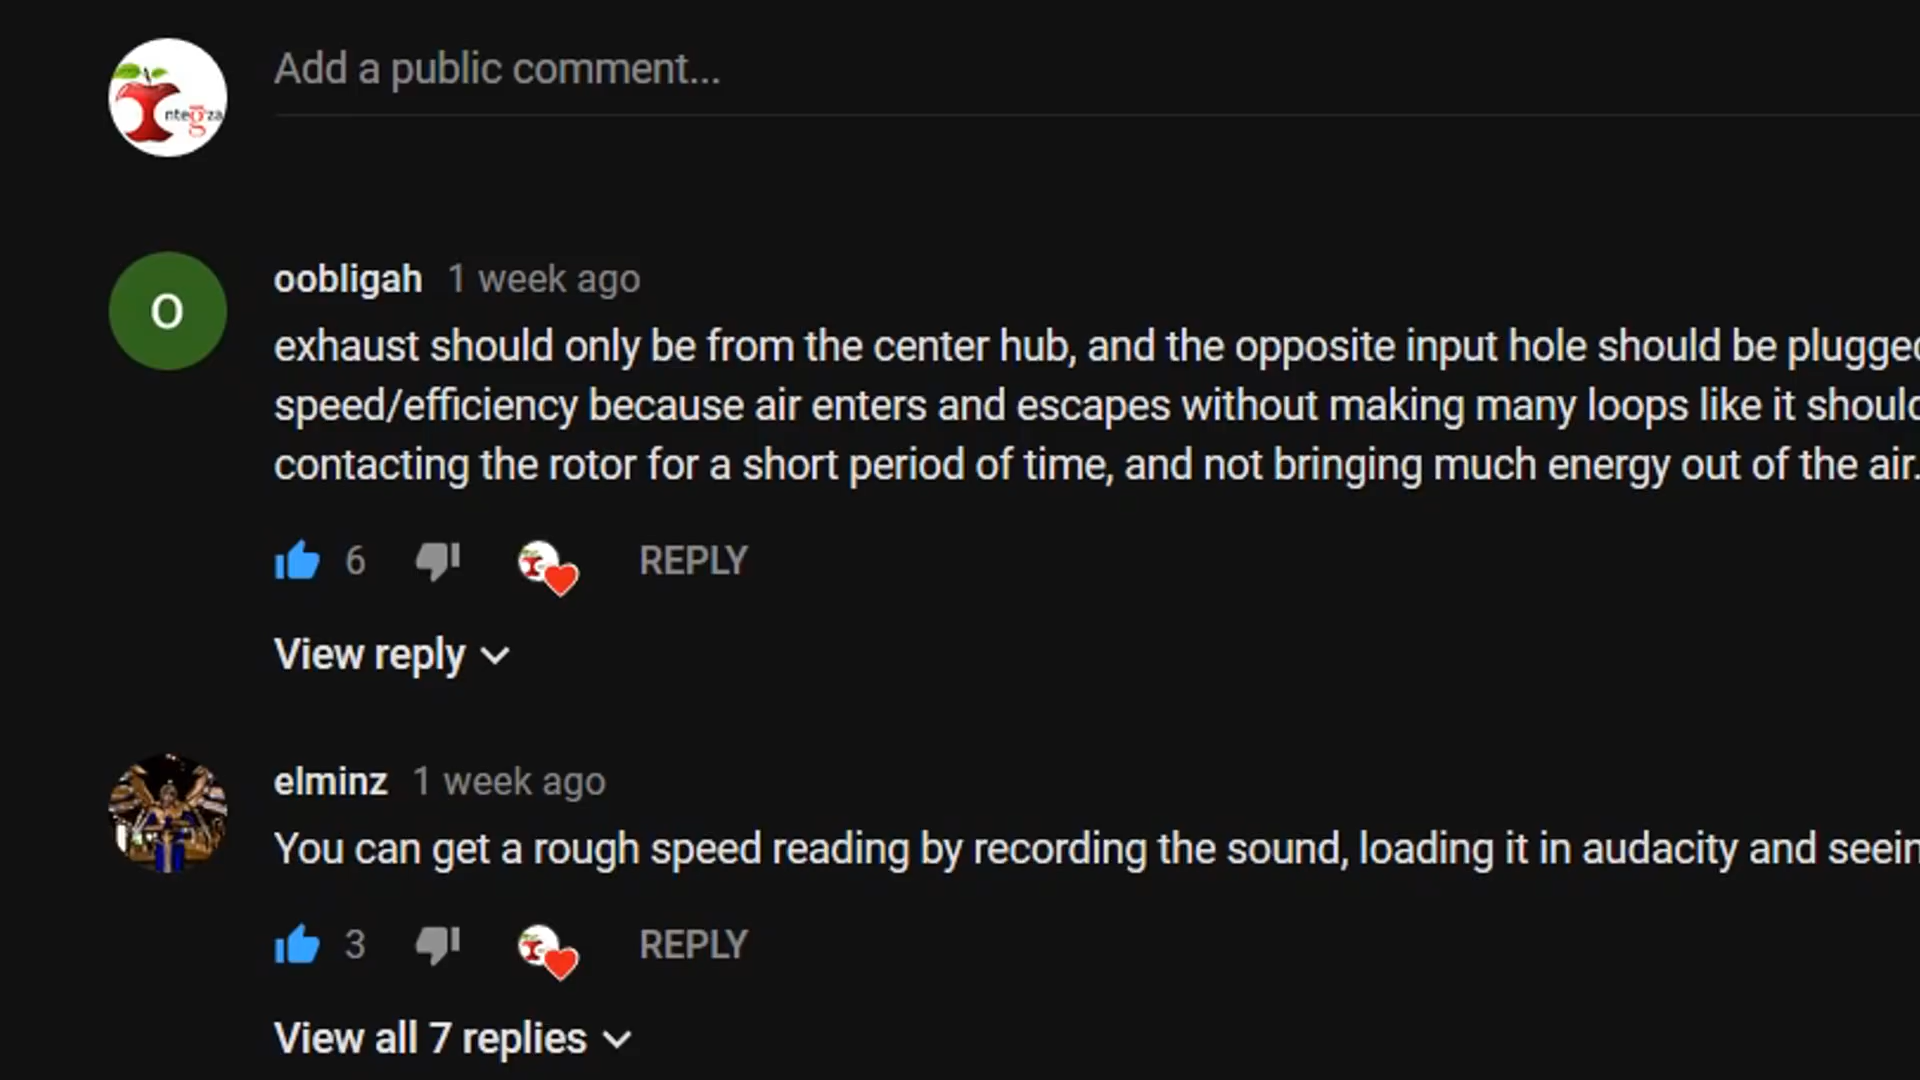 ntegza
Add a public comment...
O
oobligah 1 week ago
exhaust should only be from the center hub, and the opposite input hole should be plugged
speed/efficiency because air enters and escapes without making many loops like it should
contacting the rotor for a short period of time, and not bringing much energy out of the air.
6 REPLY
View reply
elminz 1 week ago
You can get a rough speed reading by recording the sound, loading it in audacity and seein
3 REPLY
View all 7 replies